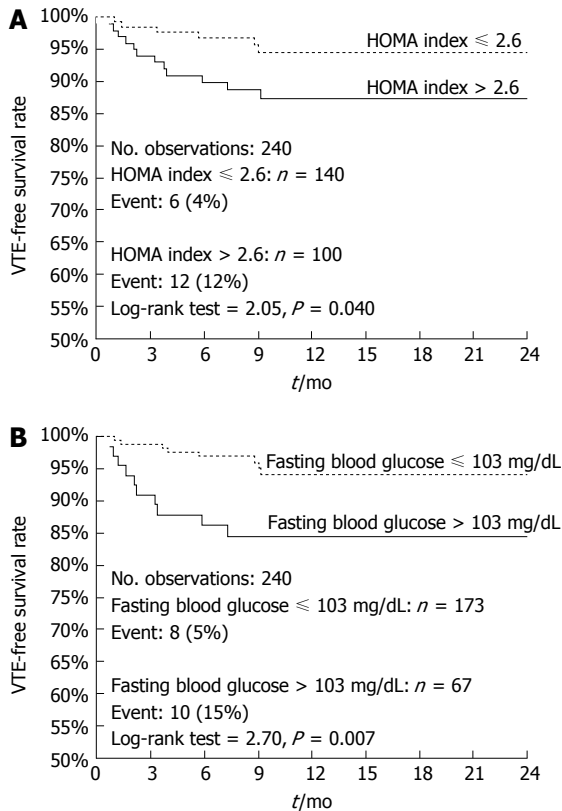 A
100%
95%
90%
85%
80%
75%
70%
65%
60%
55%
50%
VTE-free survival rate
HOMA index ⩽ 2.6
HOMA index > 2.6
No. observations: 240
HOMA index ⩽ 2.6: n = 140
Event: 6 (4%)
HOMA index > 2.6: n = 100
Event: 12 (12%)
Log-rank test = 2.05, P = 0.040
0 3 6 9 12 15 18 21 24
t/mo
B
100%
95%
90%
85%
80%
75%
70%
65%
60%
55%
50%
VTE-free survival rate
Fasting blood glucose ⩽ 103 mg/dL
Fasting blood glucose > 103 mg/dL
No. observations: 240
Fasting blood glucose ⩽ 103 mg/dL: n = 173
Event: 8 (5%)
Fasting blood glucose > 103 mg/dL: n = 67
Event: 10 (15%)
Log-rank test = 2.70, P = 0.007
0 3 6 9 12 15 18 21 24
t/mo